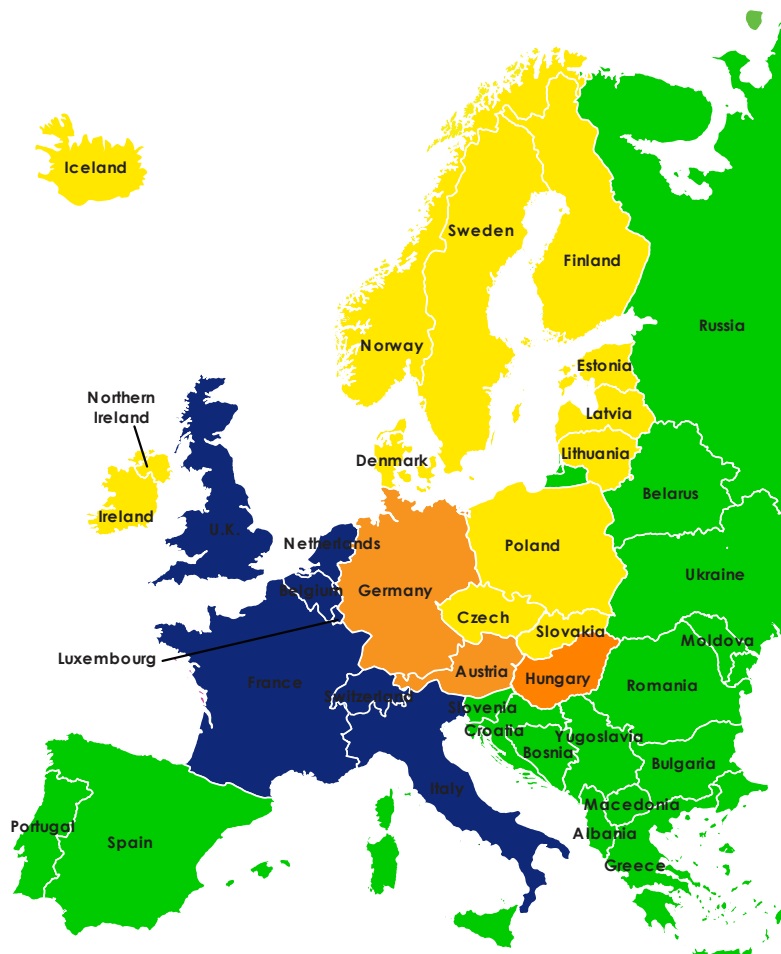 Iceland
Sweden
Finland
Russia
Norway
Estonia
Northern
Ireland
Latvia
Lithuania
Denmark
Belarus
Ireland
U.K.
Netherlands
Poland
Ukraine
Belgium
Germany
Czech
Slovakia
Moldova
Luxembourg
Austria
Hungary
France
Romania
Switzerland
Slovenia
Croatia
Yugoslavia
Bosnia
Bulgaria
Italy
Macedonia
Portugal
Albania
Spain
Greece